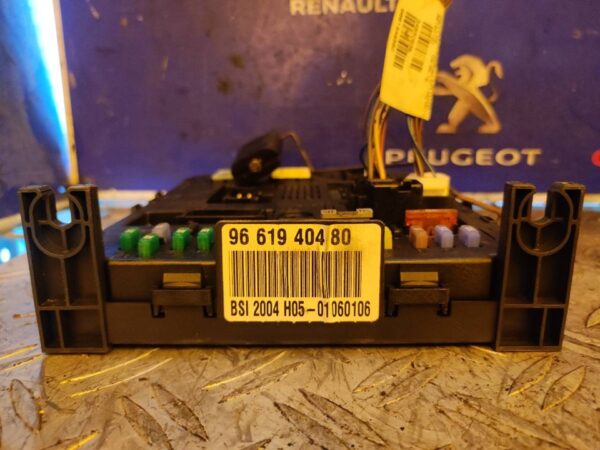 RENAULT
PEUGEOT
96 619 404 80
BSI 2004 H05-01060106